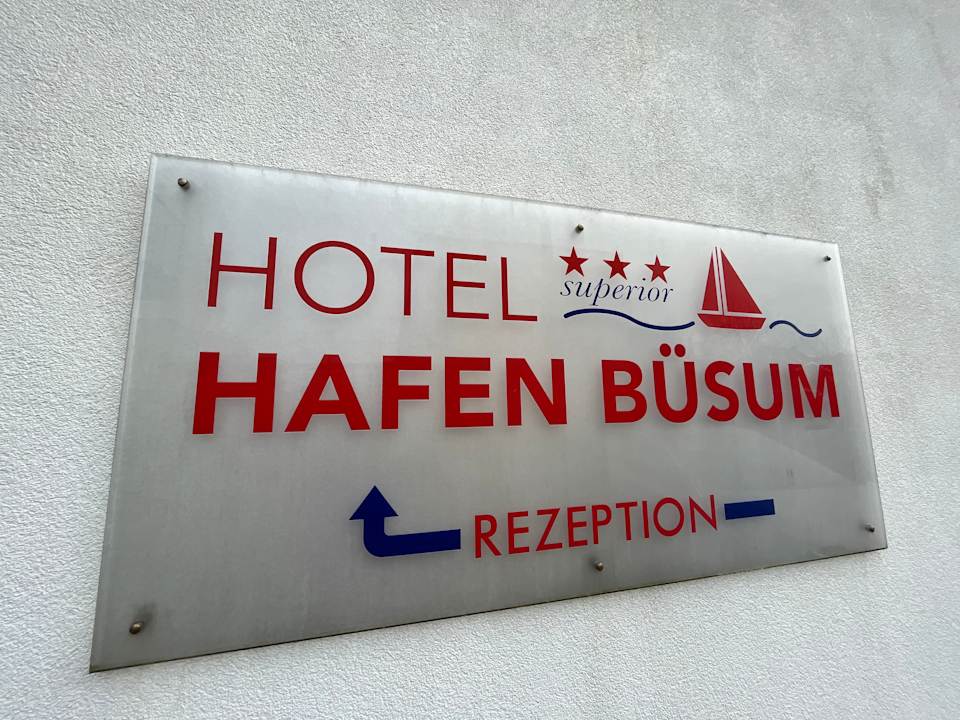 HOTEL
superior
HAFEN BÜSUM
REZEPTION